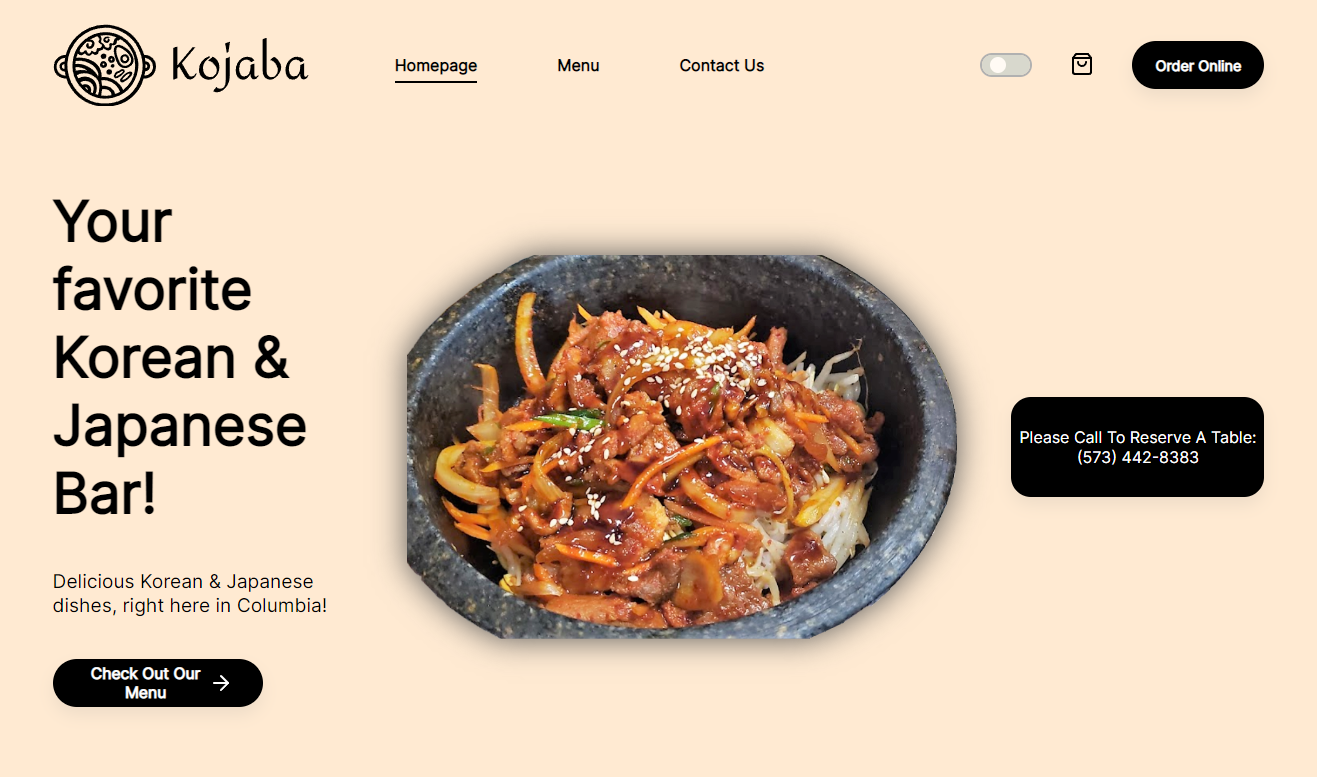 Kojaba
Homepage
Menu
Contact Us
Order Online
Your
favorite
Korean &
Japanese
Bar!
Delicious Korean & Japanese
dishes, right here in Columbia!
Check Out Our
Menu
Please Call To Reserve A Table:
(573) 442-8383